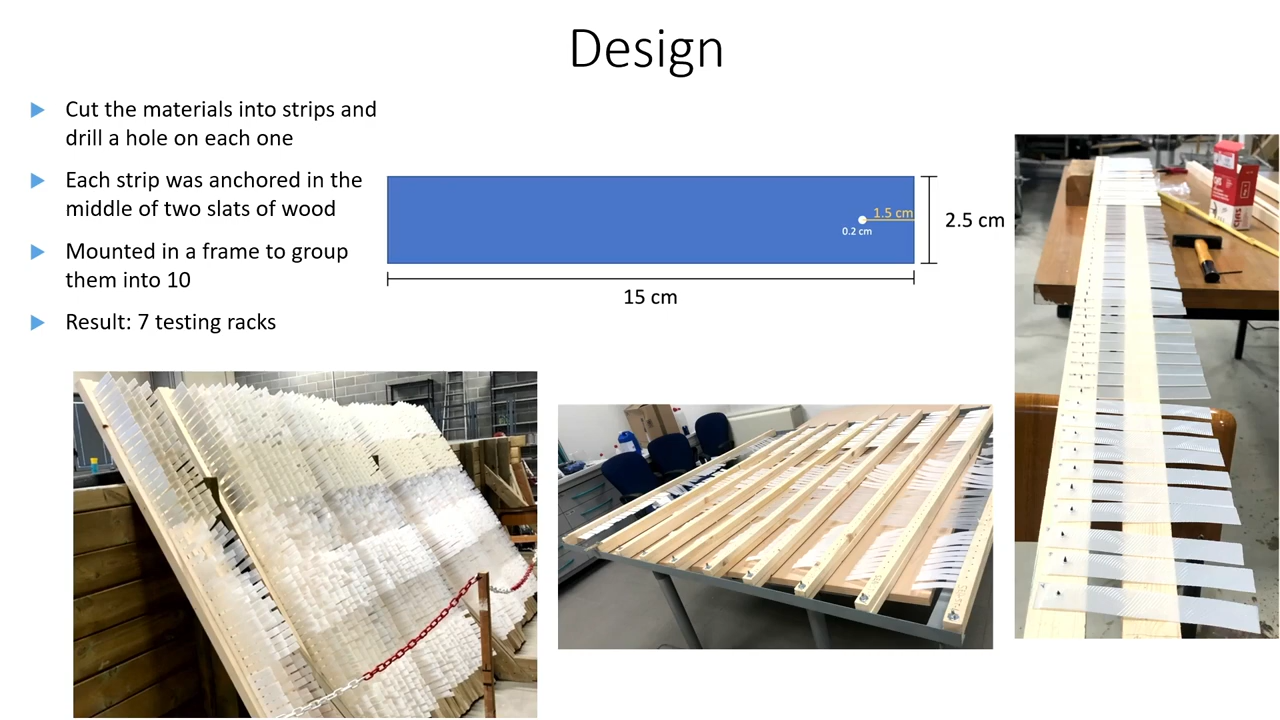 Design
Cut the materials into strips and
drill a hole on each one
Each strip was anchored in the
middle of two slats of wood
Mounted in a frame to group
them into 10
Result: 7 testing racks
1.5 cm
0.2 cm
2.5 cm
15 cm